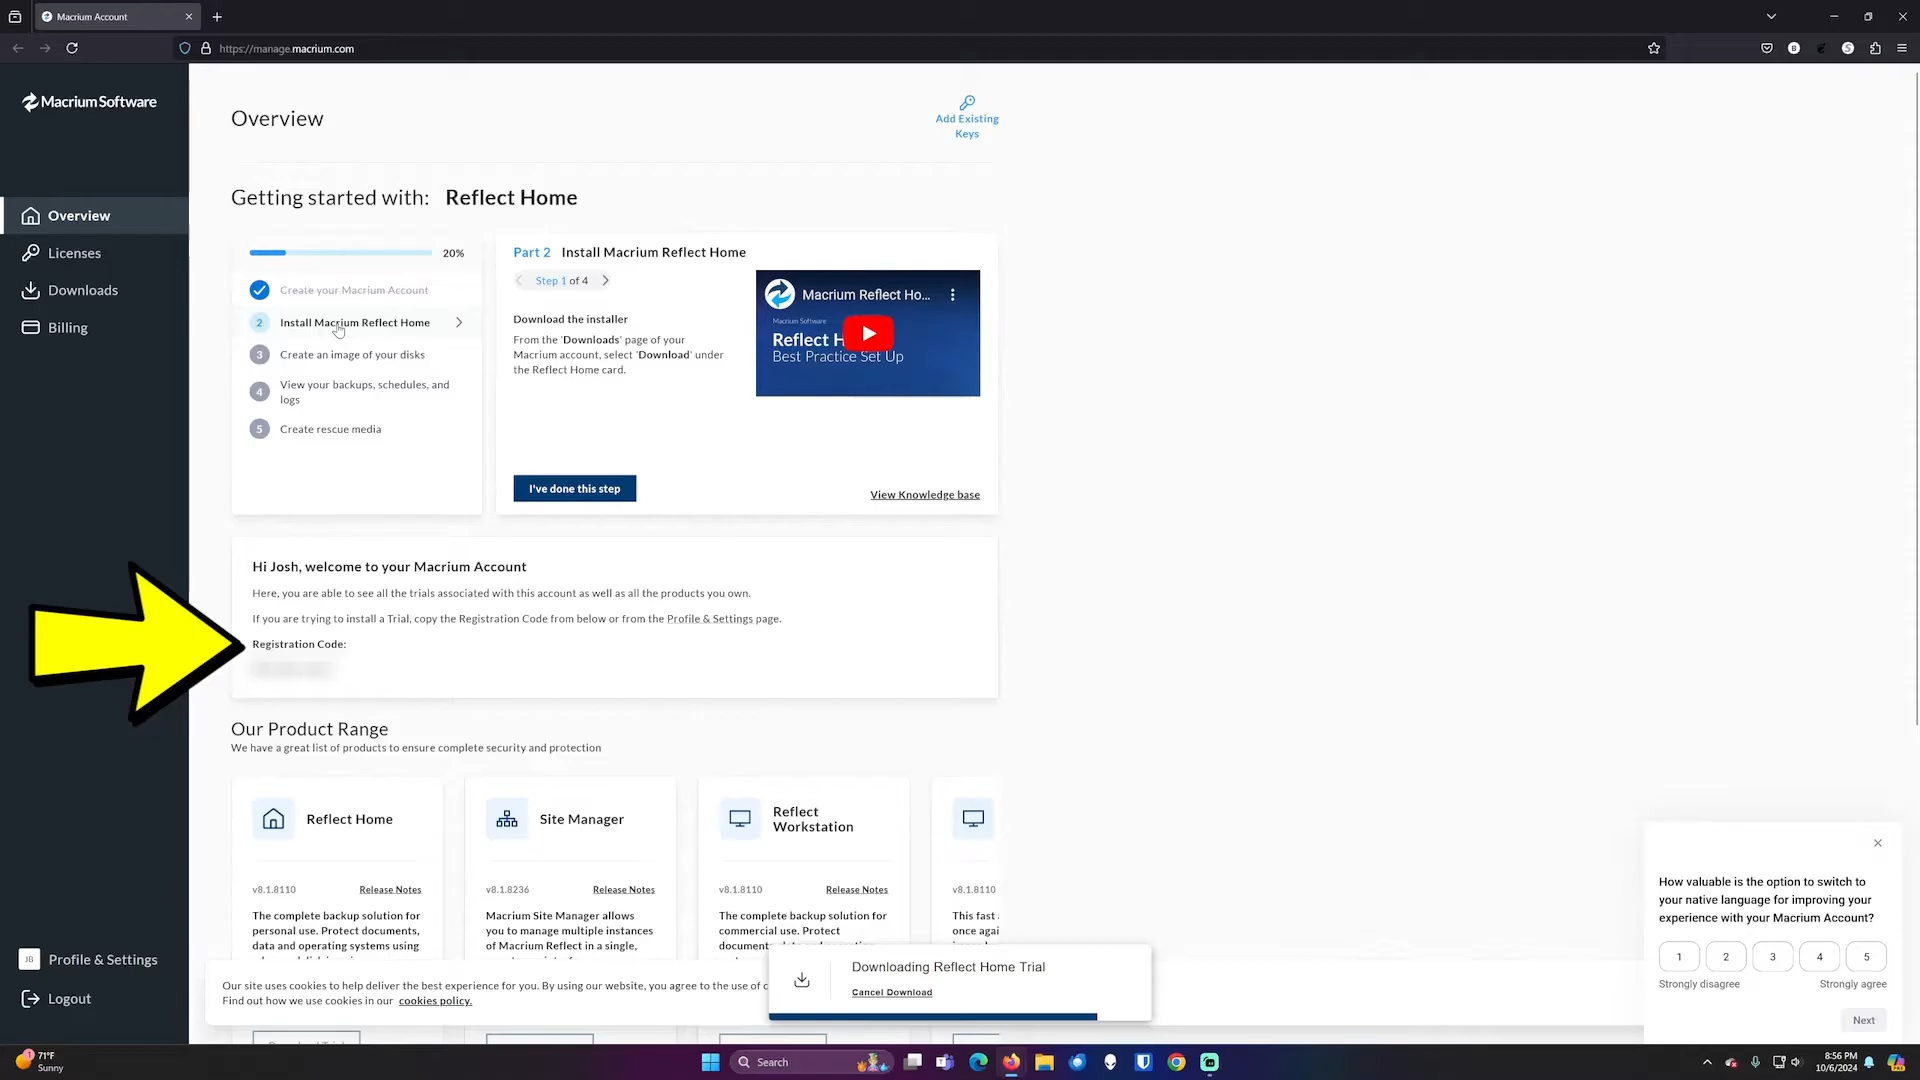 Macrium Account
https://manage.macrium.com
Macrium Software
Overview
Licenses
Downloads
Billing
JB
Profile & Settings
Logout
Overview
Add Existing
Keys
Getting started with: Reflect Home
20%
Create your Macrium Account
2 Install Macrium Reflect Home
3 Create an image of your disks
4 View your backups, schedules, and
logs
5 Create rescue media
Part 2 Install Macrium Reflect Home
Step 1 of 4
Download the installer
From the 'Downloads' page of your
Macrium account, select 'Download' under
the Reflect Home card.
Macrium Reflect Ho...
Macrium Software
Reflect H
Best Practice Set Up
I've done this step
View Knowledge base
Hi Josh, welcome to your Macrium Account
Here, you are able to see all the trials associated with this account as well as all the products you own.
If you are trying to install a Trial, copy the Registration Code from below or from the Profile & Settings page.
Registration Code:
Our Product Range
We have a great list of products to ensure complete security and protection
Reflect Home
v8.1.8110 Release Notes
The complete backup solution for
personal use. Protect documents,
data and operating systems using
Site Manager
v8.1.8236 Release Notes
Macrium Site Manager allows
you to manage multiple instances
of Macrium Reflect in a single,
Reflect
Workstation
v8.1.8110 Release Notes
The complete backup solution for
commercial use. Protect
v8.1.8110
This fast
once agai
Our site uses cookies to help deliver the best experience for you. By using our website, you agree to the use of c
Find out how we use cookies in our cookies policy.
Downloading Reflect Home Trial
Cancel Download
How valuable is the option to switch to
your native language for improving your
experience with your Macrium Account?
1 2 3 4 5
Strongly disagree Strongly agree
Next
1
71°F
Sunny
Search
8:56 PM
10/6/2024